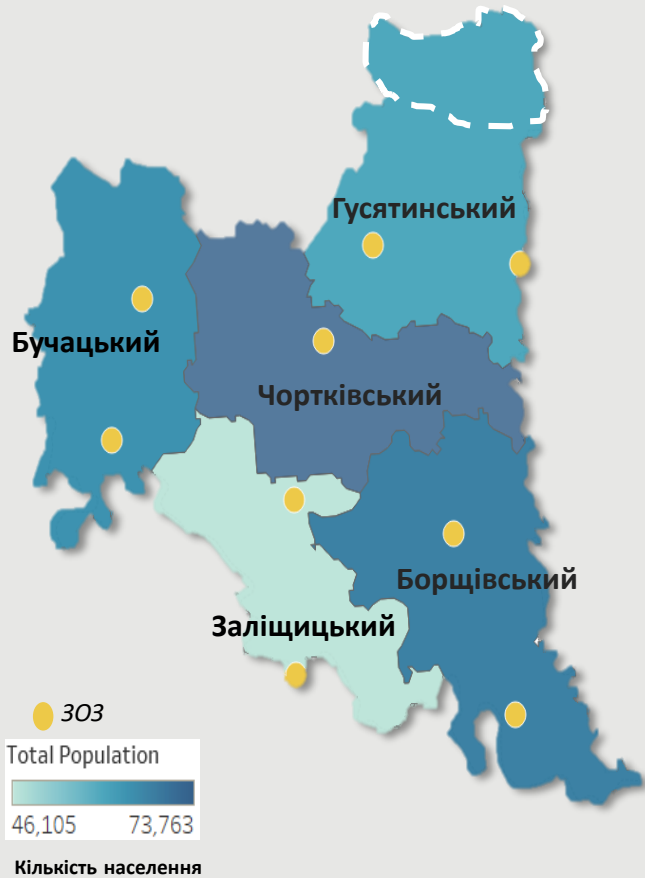 Гусятинський
Бучацький
Чортківський
Борщівський
Заліщицький
ЗОЗ
Total Population
46,105 73,763
Кількість населення